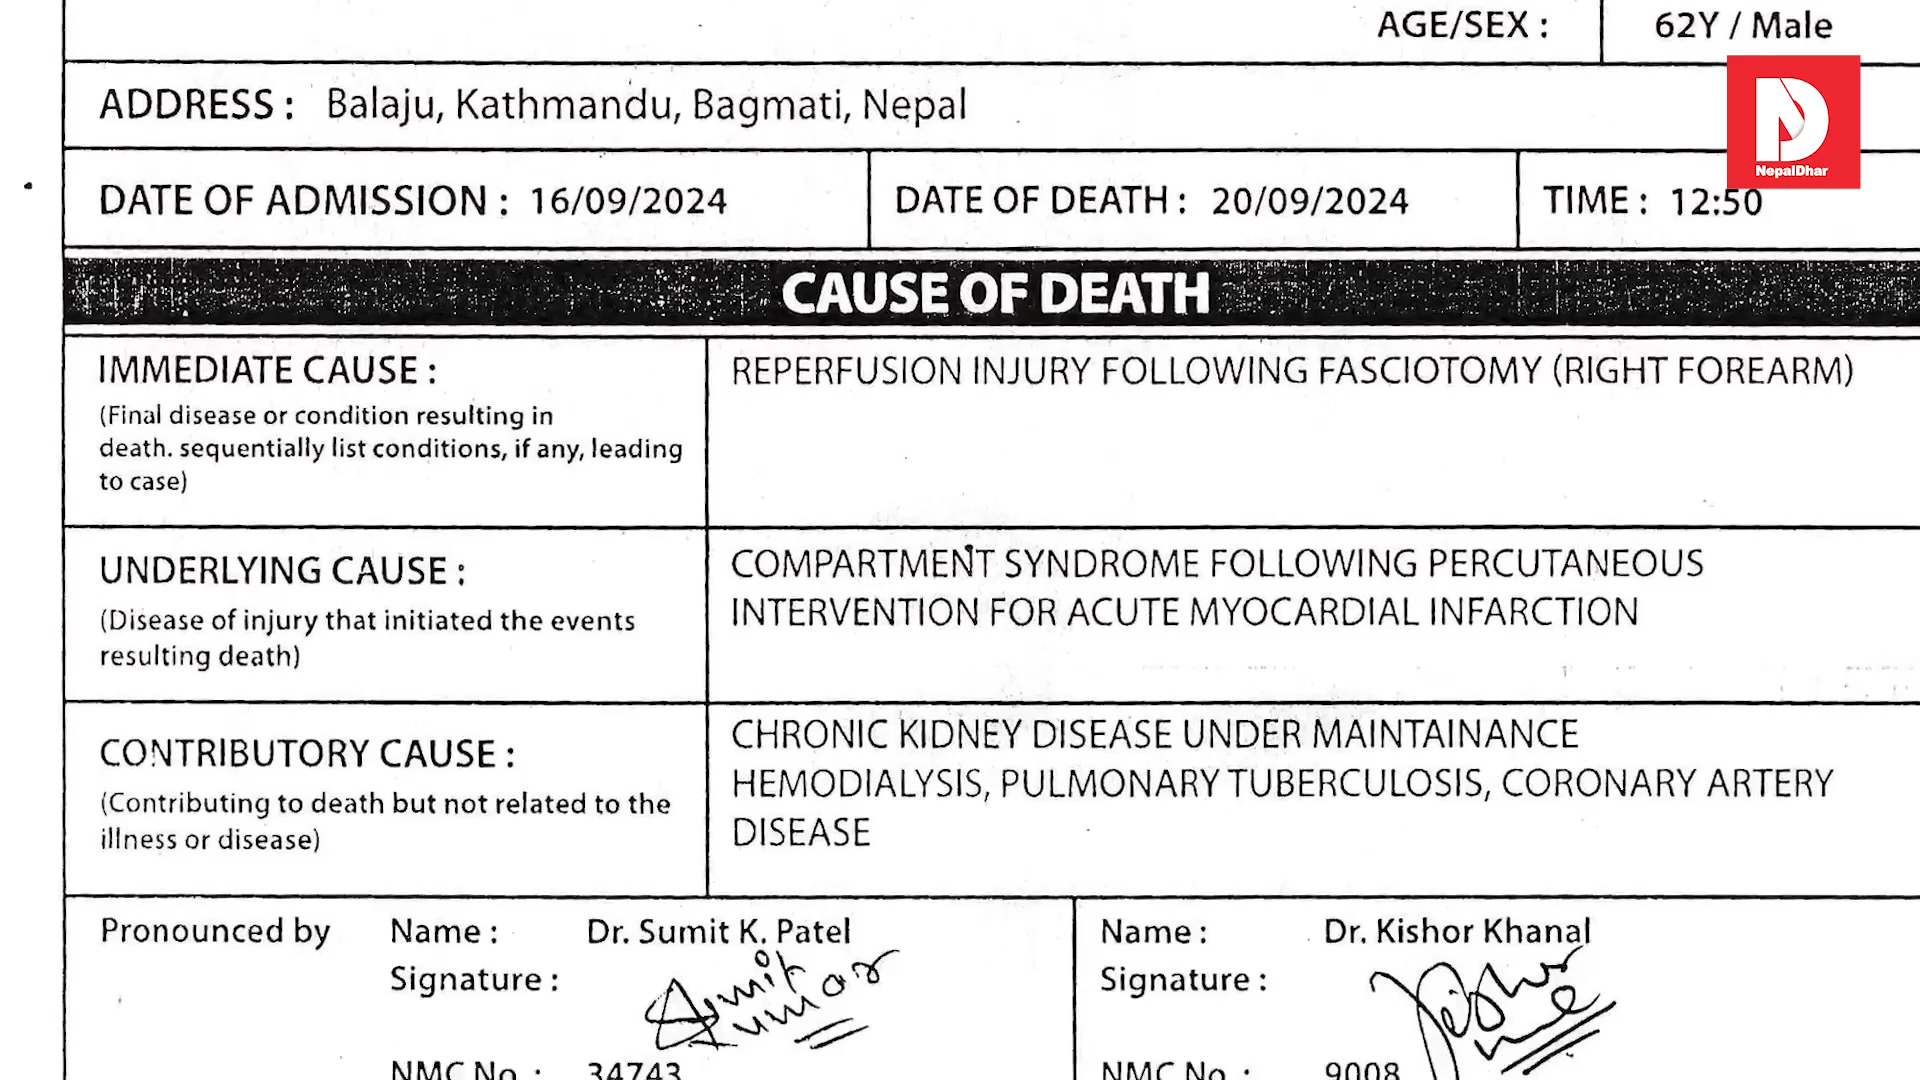 AGE/SEX : 62Y / Male
NepalDhar
ADDRESS : Balaju, Kathmandu, Bagmati, Nepal
DATE OF ADMISSION : 16/09/2024 DATE OF DEATH : 20/09/2024 TIME : 12:50
CAUSE OF DEATH
IMMEDIATE CAUSE : REPERFUSION INJURY FOLLOWING FASCIOTOMY (RIGHT FOREARM)
(Final disease or condition resulting in
death. sequentially list conditions, if any, leading
to case)
UNDERLYING CAUSE : COMPARTMENT SYNDROME FOLLOWING PERCUTANEOUS
INTERVENTION FOR ACUTE MYOCARDIAL INFARCTION
(Disease of injury that initiated the events
resulting death)
CONTRIBUTORY CAUSE : CHRONIC KIDNEY DISEASE UNDER MAINTAINANCE
HEMODIALYSIS, PULMONARY TUBERCULOSIS, CORONARY ARTERY
DISEASE
(Contributing to death but not related to the
illness or disease)
Pronounced by Name : Dr. Sumit K. Patel Name : Dr. Kishor Khanal
Signature : Signature :
NMC No. : 34743 NMC No. : 9008